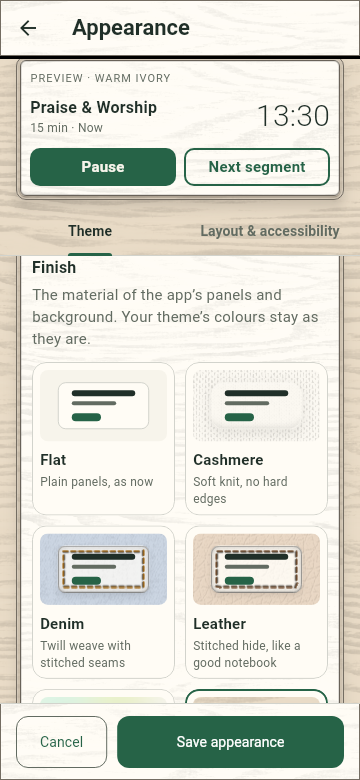 Appearance
PREVIEW · WARM IVORY
Praise & Worship
15 min · Now
13:30
Pause
Next segment
Theme
Layout & accessibility
Finish
The material of the app's panels and
background. Your theme's colours stay as
they are.
Flat
Plain panels, as now
Cashmere
Soft knit, no hard
edges
Denim
Twill weave with
stitched seams
Leather
Stitched hide, like a
good notebook
Cancel
Save appearance